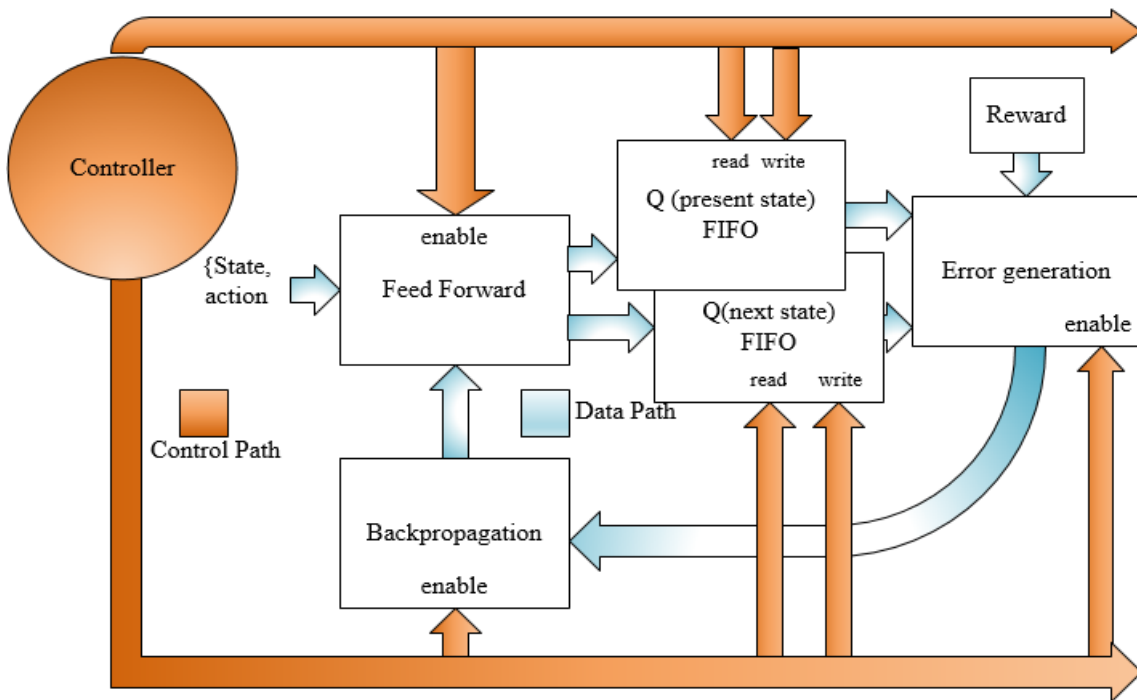 Controller
{State,
action
enable
Feed Forward
read write
Q (present state)
FIFO
Q(next state)
FIFO
read write
Reward
Error generation
enable
Control Path
Data Path
Backpropagation
enable